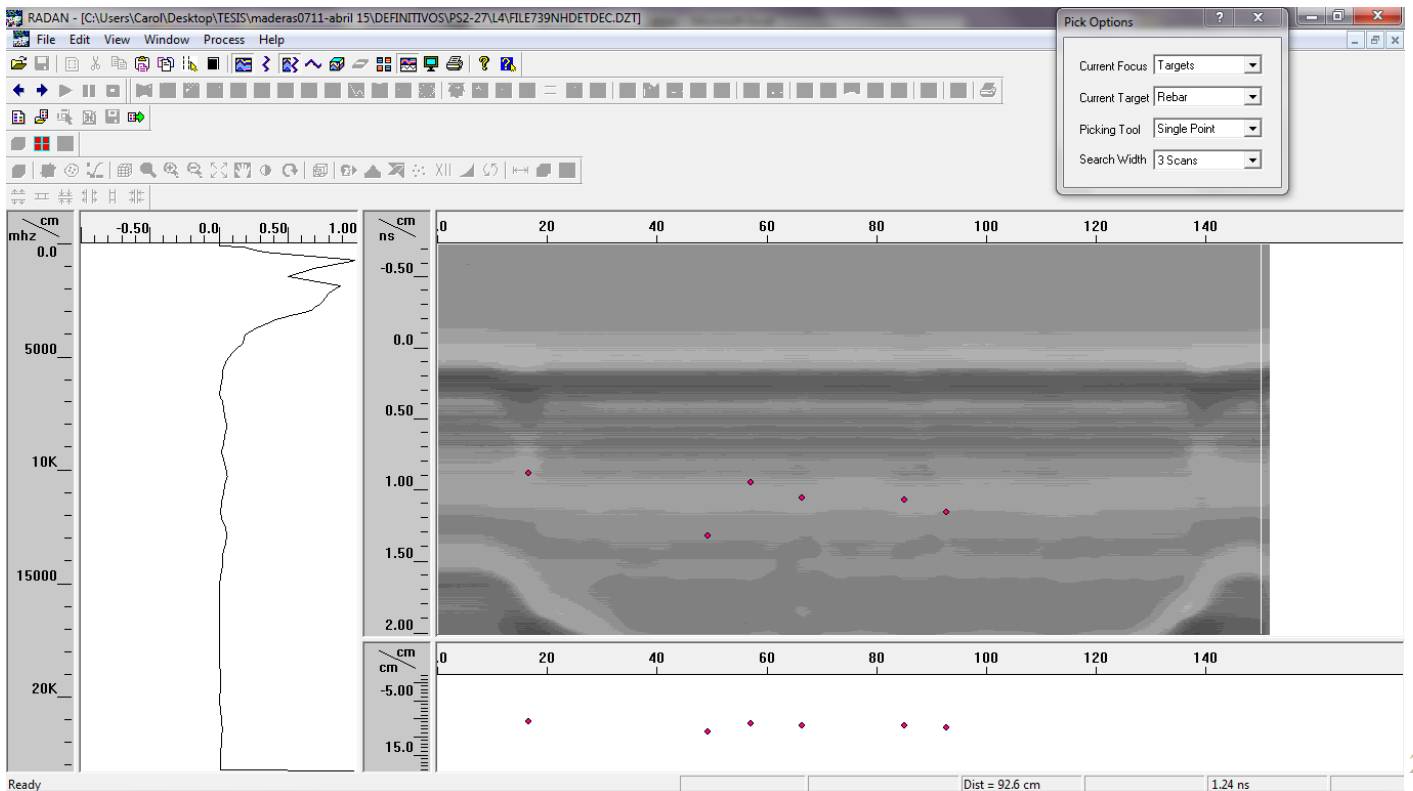 RADAN - [C:\Users\Carol\Desktop\TESIS\maderas0711-abril 15\DEFINITIVOS\PS2-27\L4\FILE739NHDETDEC.DZT]
File Edit View Window Process Help
Pick Options
Current Focus Targets
Current Target Rebar
Picking Tool Single Point
Search Width 3 Scans
cm
mhz
-0.50 0.0 0.50 1.00
cm
ns
.0 20 40 60 80 100 120 140
0.0
5000
10K
15000
20K
-0.50
0.0
0.50
1.00
1.50
2.00
cm
cm
.0 20 40 60 80 100 120 140
-5.00
15.0
Ready Dist = 92.6 cm 1.24 ns